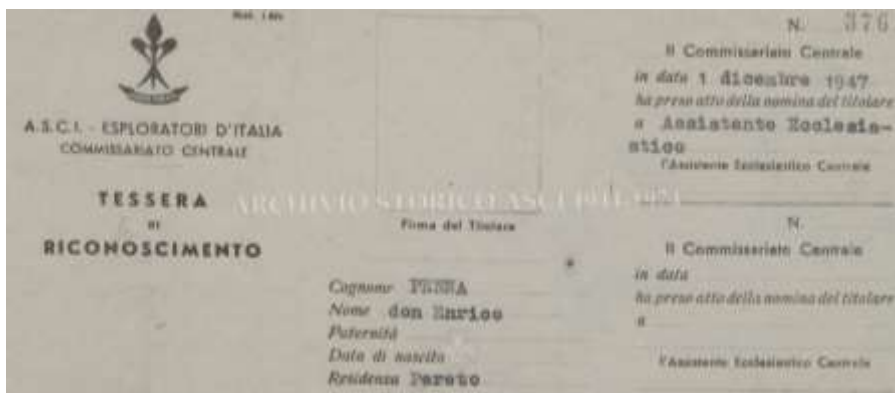 Mod. 1
A.S.C.I. - ESPLORATORI D'ITALIA
COMMISSARIATO CENTRALE
TESSERA
DI
RICONOSCIMENTO
ARCHIVIO STORICO ASCI
Firma del Titolare
Cognome
Nome don Enrico
Paternità
Data di nascita
Residenza Pareto
N. 376
Il Commissariato Centrale
in data 1 dicembre 1947
ha preso atto della nomina del titolare
a Assistente Ecclesia-
stico
l'Assistente Ecclesiastico Centrale
N.
Il Commissariato Centrale
in data
ha preso atto della nomina del titolare
a
l'Assistente Ecclesiastico Centrale